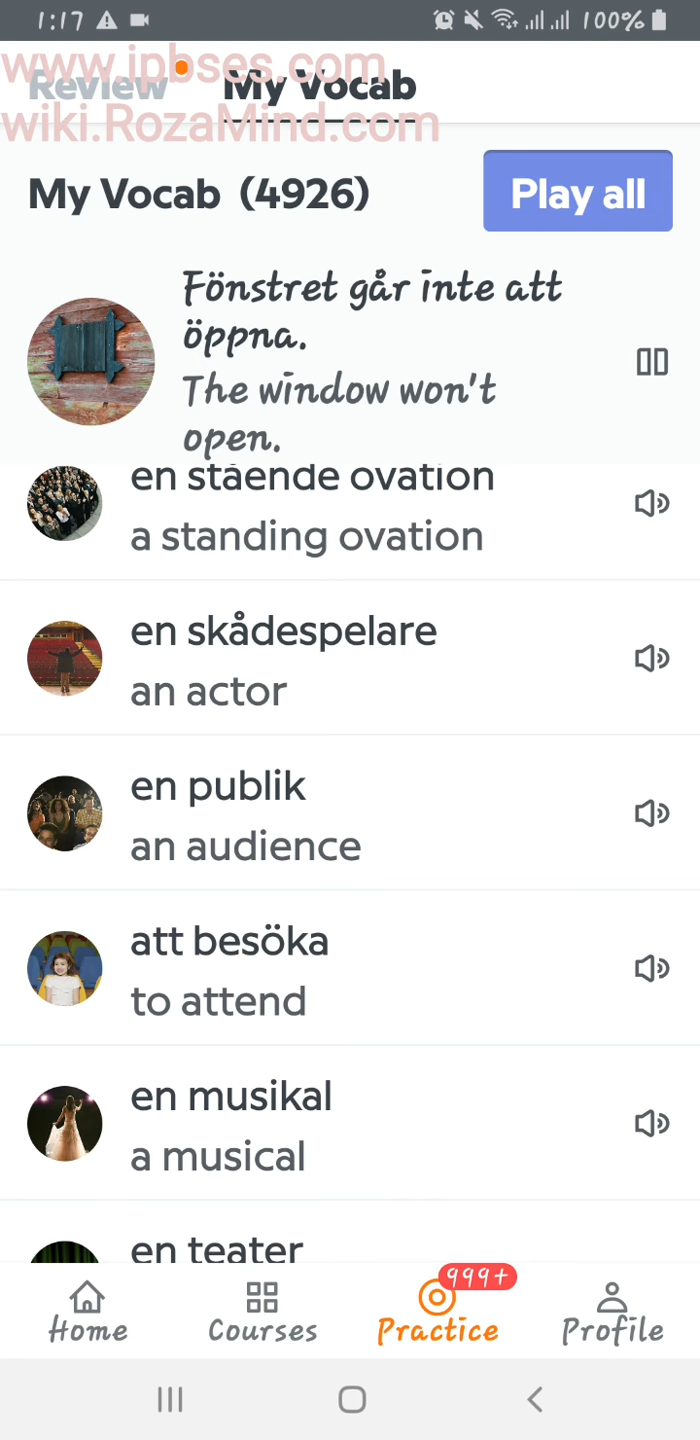 1:17
100%
www.ipbses.com
Review
My Vocab
wiki.RozaMind.com
My Vocab (4926)
Play all
Fönstret går inte att
öppna.
The window won't
open.
en stående ovation
a standing ovation
en skådespelare
an actor
en publik
an audience
att besöka
to attend
en musikal
a musical
en teater
999+
Home
Courses
Practice
Profile